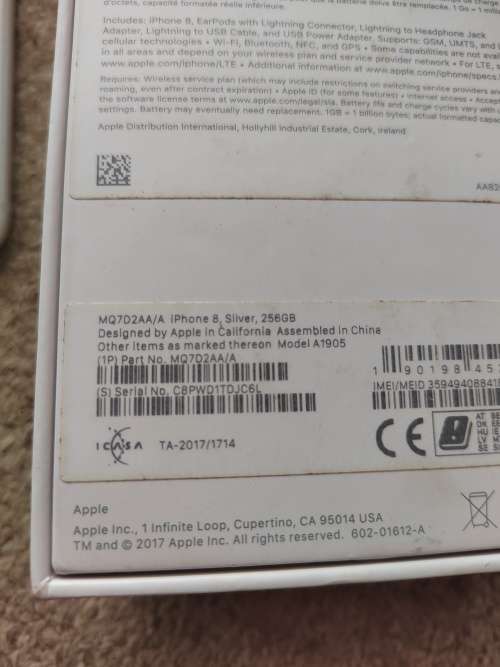 d'octets, capacité formatée réelle inférieure.
Includes: iPhone 8, EarPods with Lightning Connector, Lightning to Headphone Jack
Adapter, Lightning to USB Cable, and USB Power Adapter. Supports: GSM, UMTS, and
cellular technologies • Wi-Fi, Bluetooth, NFC, and GPS • Some capabilities are not
in all areas and depend on your wireless plan and service provider network • For LTE,
www.apple.com/iphone/LTE • Additional information at www.apple.com/iphone/specs
Requires: Wireless service plan (which may include restrictions on switching service providers and
roaming, even after contract expiration) • Apple ID (for some features) • Internet access •
the software license terms at www.apple.com/legal/sla. Battery life and charge cycles vary with
settings. Battery may eventually need replacement. 1GB = 1 billion bytes; actual formatted
Apple Distribution International, Hollyhill Industrial Estate, Cork, Ireland
MQ7D2AA/A iPhone 8, Silver, 256GB
Designed by Apple in California Assembled in China
Other items as marked thereon Model A1905
(1P) Part No. MQ7D2AA/A
(S) Serial No. C8PWD1TDJC6L
1 90198 457
IMEI/MEID 35949408841
ICASA TA-2017/1714
CE
AT BE
Apple
Apple Inc., 1 Infinite Loop, Cupertino, CA 95014 USA
TM and © 2017 Apple Inc. All rights reserved. 602-01612-A